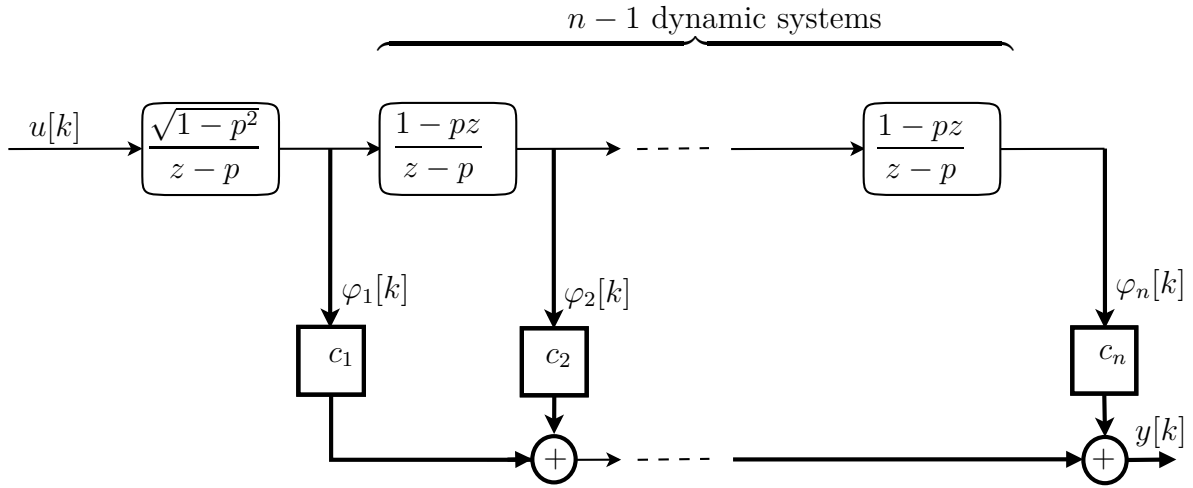 n − 1 dynamic systems
u[k]
√(1 − p²)
z − p
1 − pz
z − p
1 − pz
z − p
φ₁[k]
φ₂[k]
φₙ[k]
c₁
c₂
cₙ
y[k]
+
+